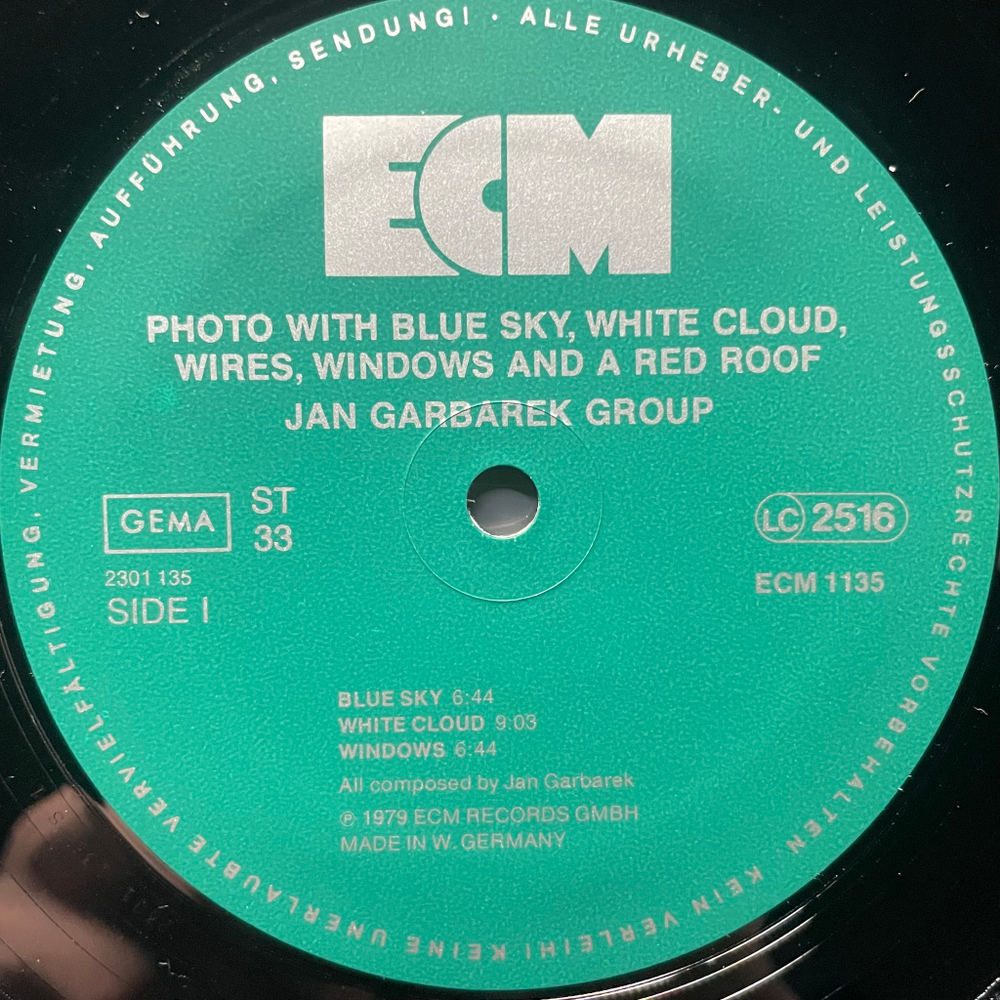 ALLE URHEBER- UND LEISTUNGSSCHUTZRECHTE VORBEHALTEN. KEIN VERLEIH! KEINE UNERLAUBTE VERVIELFÄLTIGUNG, VERMIETUNG, AUFFÜHRUNG, SENDUNG! ·
ECM
PHOTO WITH BLUE SKY, WHITE CLOUD,
WIRES, WINDOWS AND A RED ROOF
JAN GARBAREK GROUP
GEMA
ST
33
LC 2516
2301 135
SIDE I
ECM 1135
BLUE SKY 6:44
WHITE CLOUD 9:03
WINDOWS 6:44
All composed by Jan Garbarek
℗ 1979 ECM RECORDS GMBH
MADE IN W. GERMANY